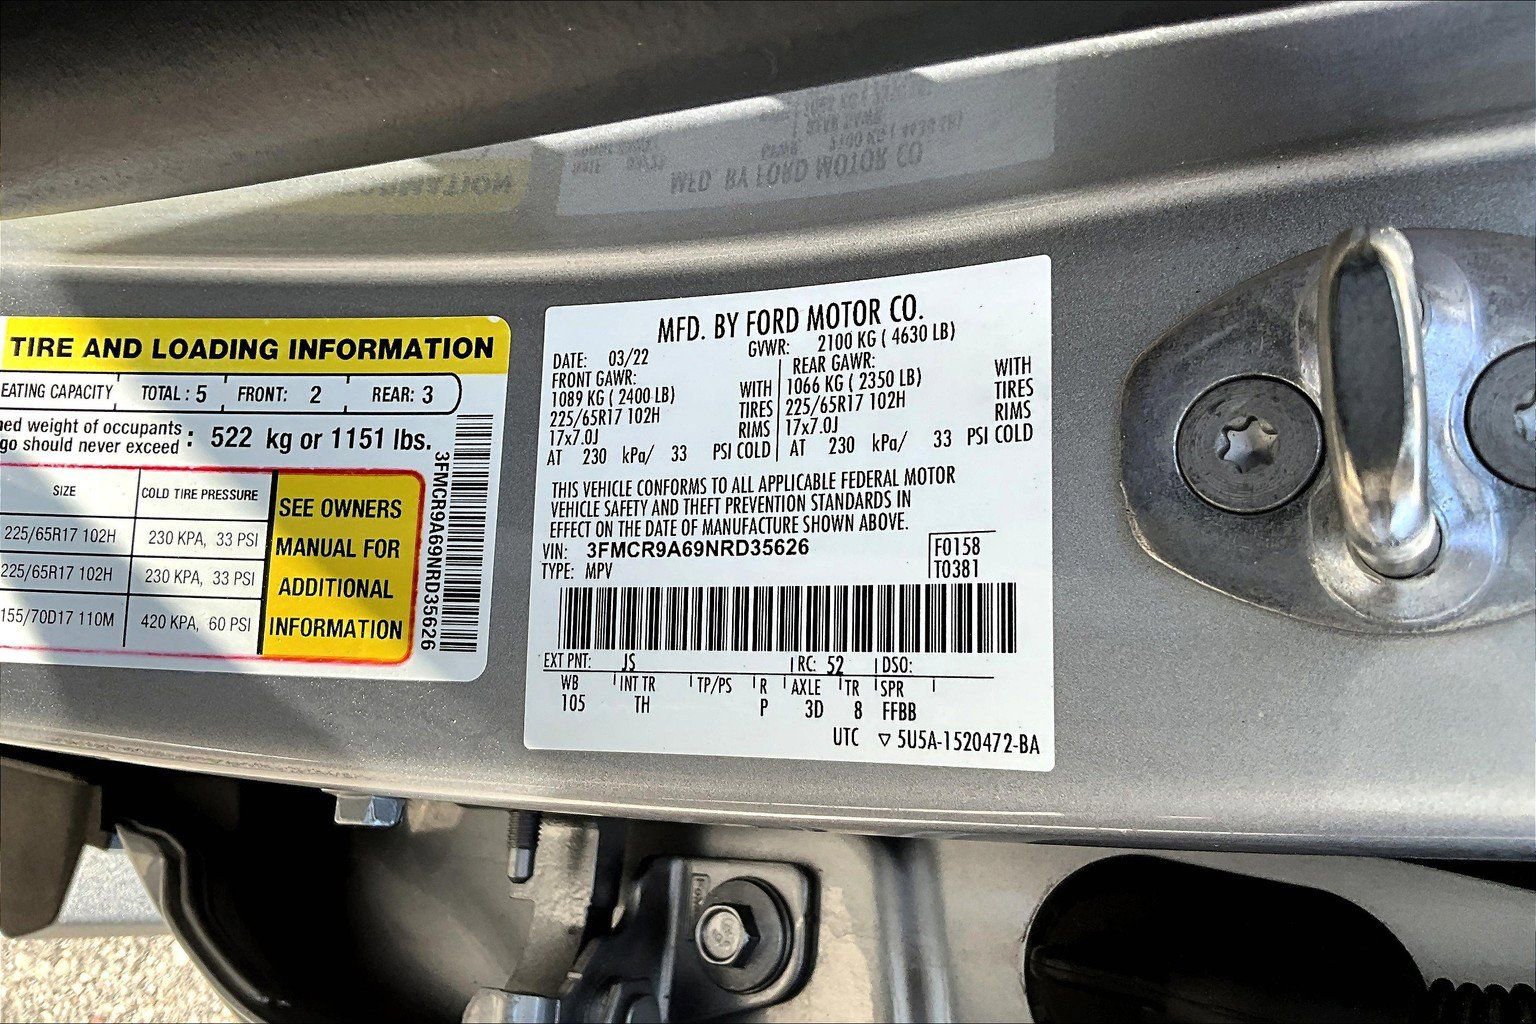 TIRE AND LOADING INFORMATION
EATING CAPACITY TOTAL: 5 FRONT: 2 REAR: 3
ned weight of occupants
go should never exceed : 522 kg or 1151 lbs.
SIZE COLD TIRE PRESSURE
225/65R17 102H 230 KPA, 33 PSI
225/65R17 102H 230 KPA, 33 PSI
155/70D17 110M 420 KPA, 60 PSI
SEE OWNERS
MANUAL FOR
ADDITIONAL
INFORMATION
3FMCR9A69NRD35626
MFD. BY FORD MOTOR CO.
DATE: 03/22 GVWR: 2100 KG ( 4630 LB)
FRONT GAWR: REAR GAWR:
1089 KG ( 2400 LB) WITH 1066 KG ( 2350 LB) WITH
225/65R17 102H TIRES 225/65R17 102H TIRES
17x7.0J RIMS 17x7.0J RIMS
AT 230 kPa/ 33 PSI COLD AT 230 kPa/ 33 PSI COLD
THIS VEHICLE CONFORMS TO ALL APPLICABLE FEDERAL MOTOR
VEHICLE SAFETY AND THEFT PREVENTION STANDARDS IN
EFFECT ON THE DATE OF MANUFACTURE SHOWN ABOVE.
VIN: 3FMCR9A69NRD35626 F0158
TYPE: MPV T0381
EXT PNT: JS RC: 52 DSO:
WB INT TR TP/PS R AXLE TR SPR
105 TH P 3D 8 FFBB
UTC ▽ 5U5A-1520472-BA